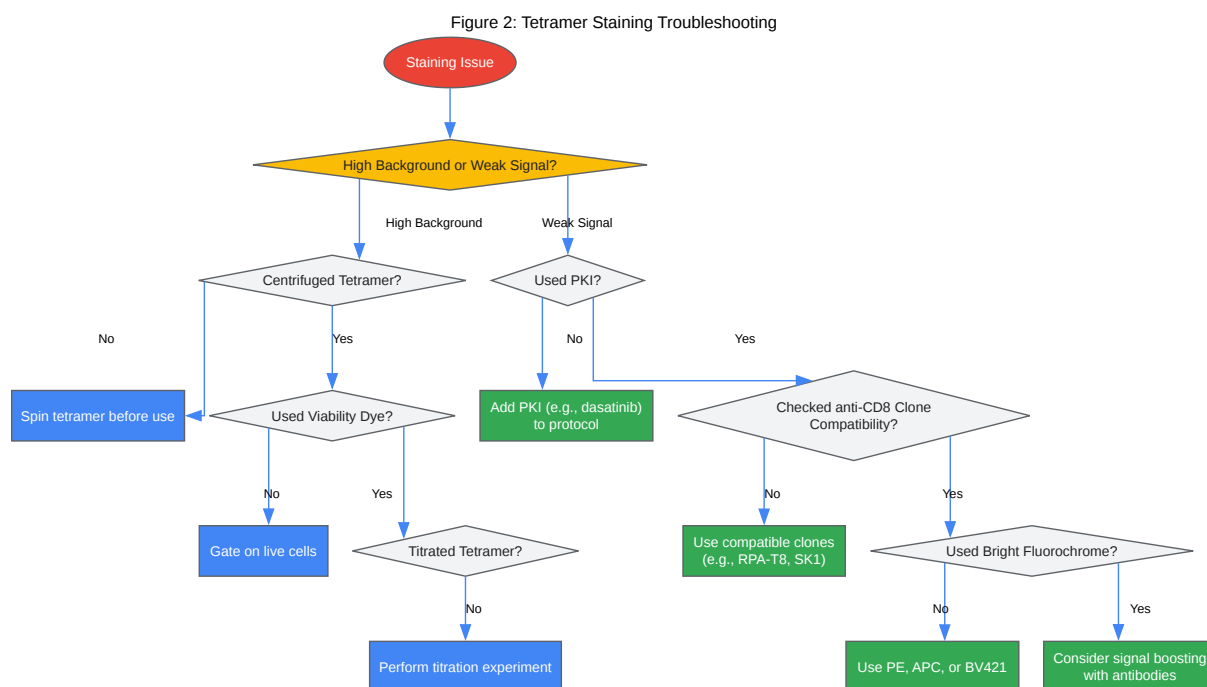 Figure 2: Tetramer Staining Troubleshooting
Staining Issue
High Background or Weak Signal?
High Background
Weak Signal
Centrifuged Tetramer?
Used PKI?
No
Yes
No
Yes
Spin tetramer before use
Used Viability Dye?
Add PKI (e.g., dasatinib)
to protocol
Checked anti-CD8 Clone
Compatibility?
No
Yes
No
Yes
Gate on live cells
Titrated Tetramer?
Use compatible clones
(e.g., RPA-T8, SK1)
Used Bright Fluorochrome?
No
No
Yes
Perform titration experiment
Use PE, APC, or BV421
Consider signal boosting
with antibodies